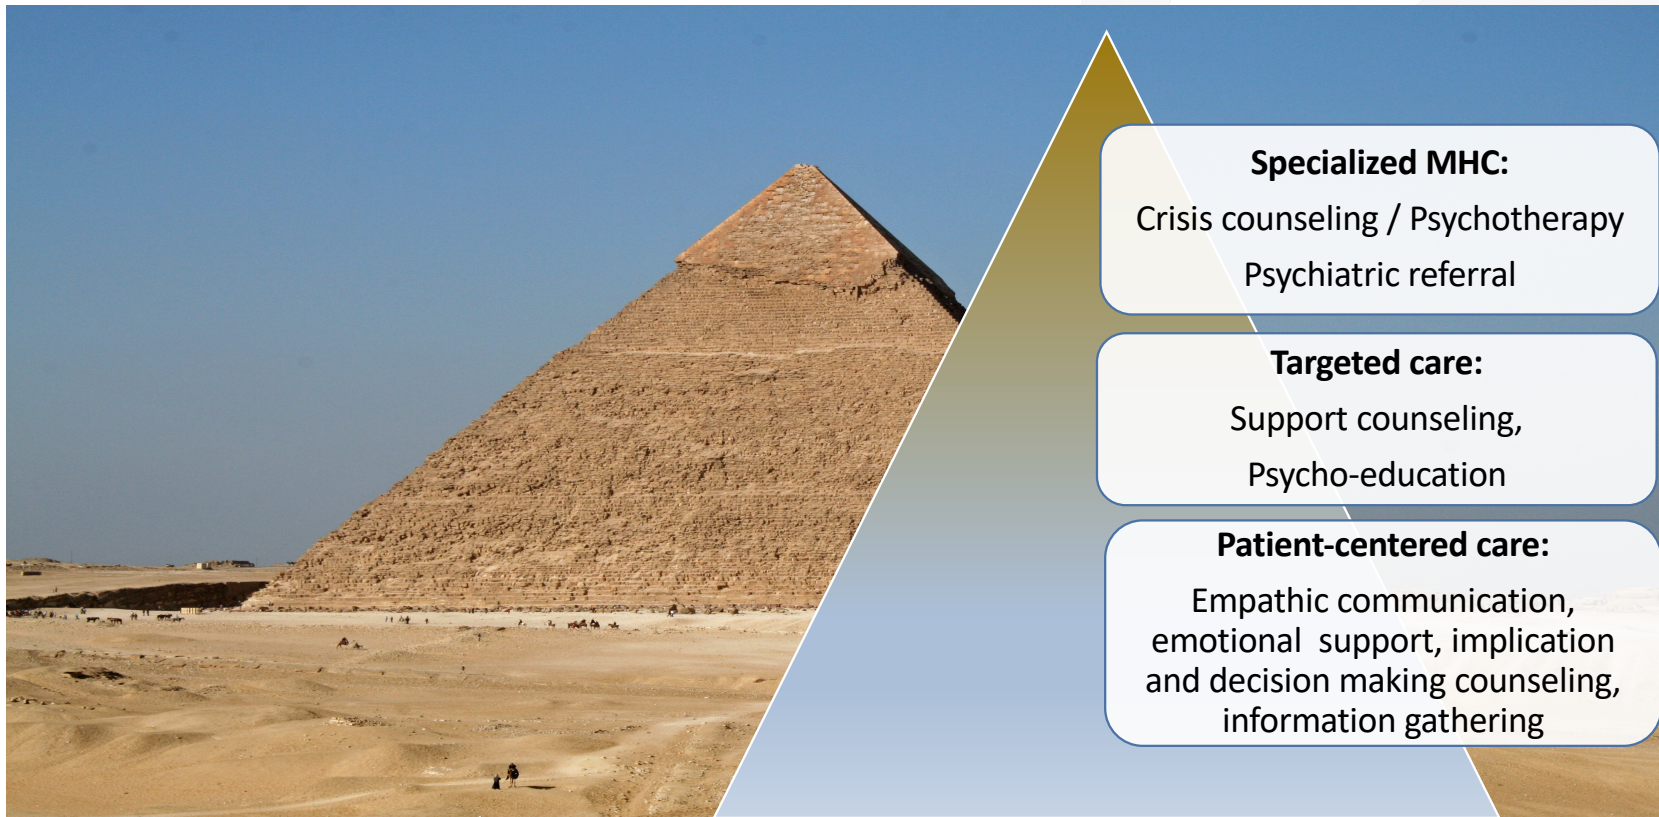 Specialized MHC:
Crisis counseling / Psychotherapy
Psychiatric referral
Targeted care:
Support counseling,
Psycho-education
Patient-centered care:
Empathic communication,
emotional  support, implication
and decision making counseling,
information gathering